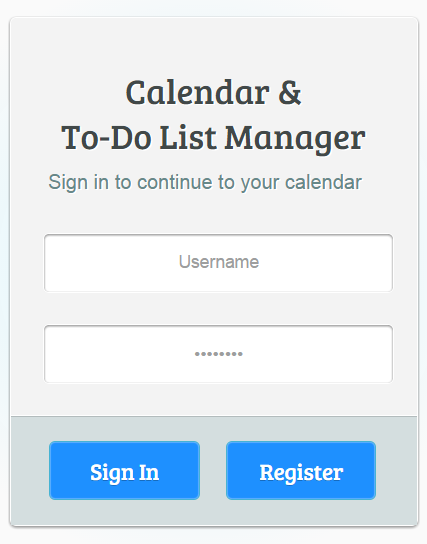 Calendar &
To-Do List Manager
Sign in to continue to your calendar
Username
••••••••
Sign In
Register